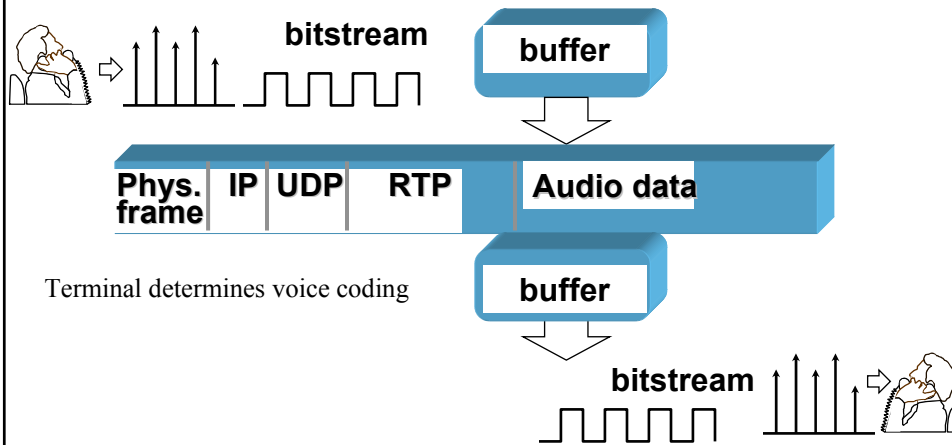 bitstream
buffer
Phys. frame IP UDP RTP Audio data
Terminal determines voice coding
buffer
bitstream